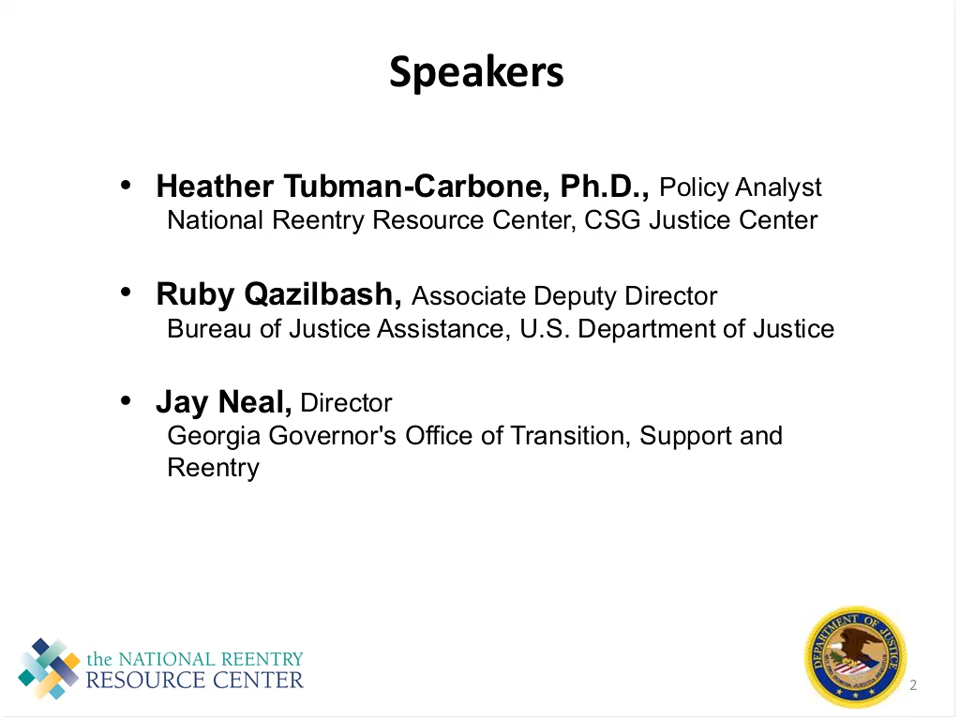 Speakers
• Heather Tubman-Carbone, Ph.D., Policy Analyst
National Reentry Resource Center, CSG Justice Center
• Ruby Qazilbash, Associate Deputy Director
Bureau of Justice Assistance, U.S. Department of Justice
• Jay Neal, Director
Georgia Governor's Office of Transition, Support and
Reentry
the NATIONAL REENTRY
RESOURCE CENTER
DEPARTMENT OF JUSTICE
2